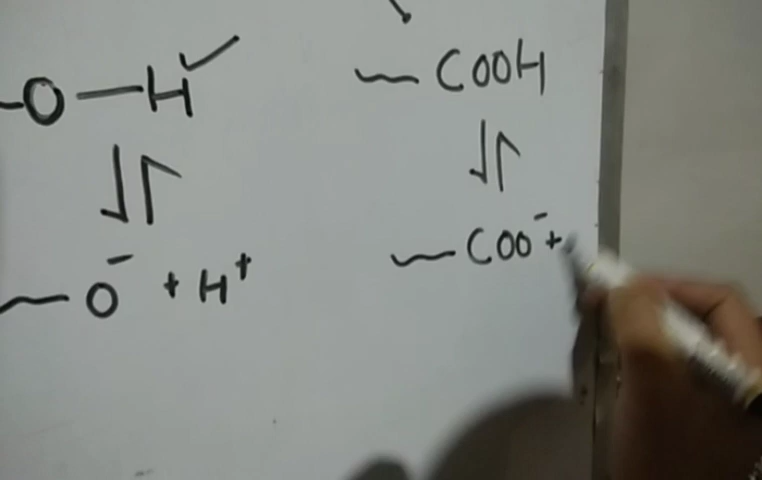 O — H
⇌
O⁻ + H⁺
COOH
⇌
COO⁻ +